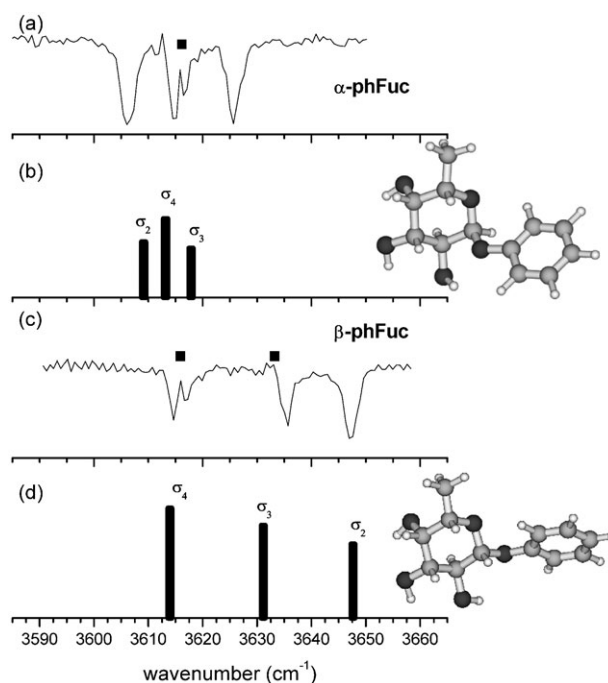 (a)
α-phFuc
(b)
σ₂
σ₄
σ₃
(c)
β-phFuc
(d)
σ₄
σ₃
σ₂
3590 3600 3610 3620 3630 3640 3650 3660
wavenumber (cm⁻¹)